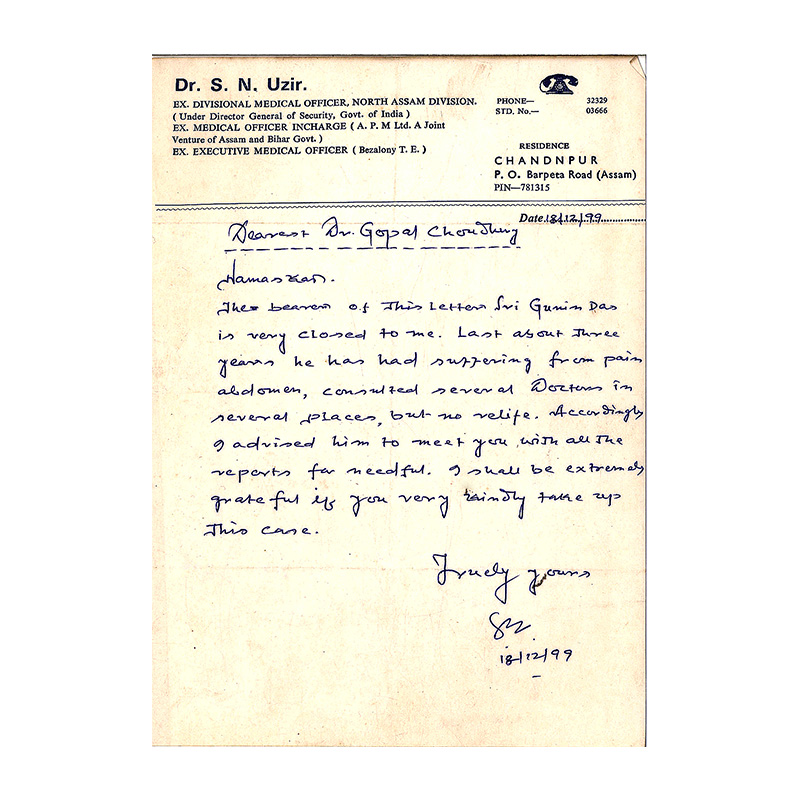 Dr. S. N. Uzir.
EX. DIVISIONAL MEDICAL OFFICER, NORTH ASSAM DIVISION.
( Under Director General of Security, Govt. of India )
EX. MEDICAL OFFICER INCHARGE ( A. P. M Ltd. A Joint
Venture of Assam and Bihar Govt. )
EX. EXECUTIVE MEDICAL OFFICER ( Bezalony T. E. )
PHONE— 32329
STD. No.— 03666
RESIDENCE
CHANDNPUR
P. O. Barpeta Road (Assam)
PIN—781315
Date 18/12/99
Dearest Dr. Gopal Choudhury
Namaskar.
The bearer of This Letter Sri Gunin Das
is very closed to me. Last about Three
years he has had suffering from pain
abdomen, consulted several Doctors in
several places, but no relife. Accordingly
I advised him to meet you with all The
reports for needful. I shall be extremely
grateful if you very kindly take up
This case.
Truely yours
18/12/99